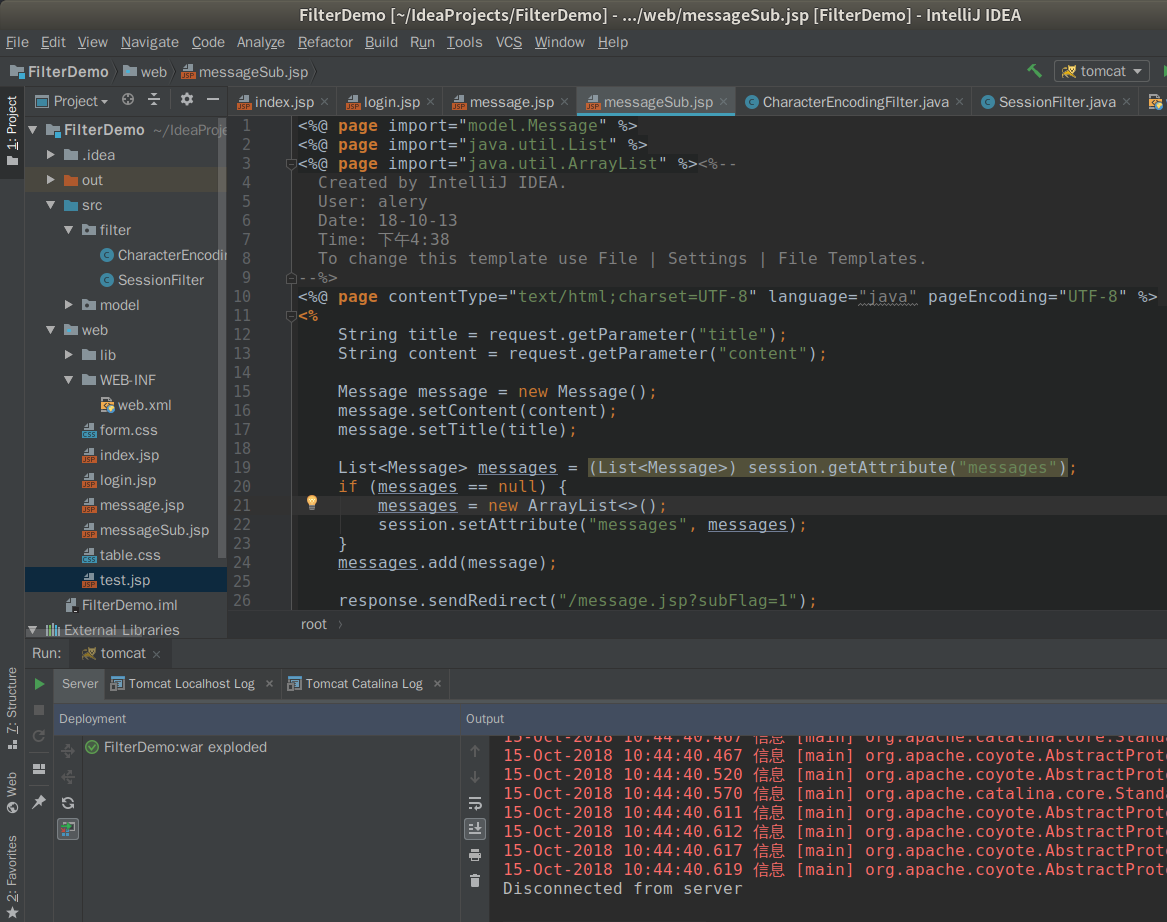 FilterDemo [~/IdeaProjects/FilterDemo] - .../web/messageSub.jsp [FilterDemo] - IntelliJ IDEA
File Edit View Navigate Code Analyze Refactor Build Run Tools VCS Window Help
FilterDemo web messageSub.jsp tomcat
1: Project
Project
index.jsp login.jsp message.jsp messageSub.jsp CharacterEncodingFilter.java SessionFilter.java
FilterDemo ~/IdeaProje
.idea
out
src
filter
CharacterEncodi
SessionFilter
model
web
lib
WEB-INF
web.xml
form.css
index.jsp
login.jsp
message.jsp
messageSub.jsp
table.css
test.jsp
FilterDemo.iml
External Libraries
1 <%@ page import="model.Message" %>
2 <%@ page import="java.util.List" %>
3 <%@ page import="java.util.ArrayList" %><%--
4 Created by IntelliJ IDEA.
5 User: alery
6 Date: 18-10-13
7 Time: 下午4:38
8 To change this template use File | Settings | File Templates.
9 --%>
10 <%@ page contentType="text/html;charset=UTF-8" language="java" pageEncoding="UTF-8" %>
11 <%
12 String title = request.getParameter("title");
13 String content = request.getParameter("content");
14
15 Message message = new Message();
16 message.setContent(content);
17 message.setTitle(title);
18
19 List<Message> messages = (List<Message>) session.getAttribute("messages");
20 if (messages == null) {
21 messages = new ArrayList<>();
22 session.setAttribute("messages", messages);
23 }
24 messages.add(message);
25
26 response.sendRedirect("/message.jsp?subFlag=1");
root
Run: tomcat
Server Tomcat Localhost Log Tomcat Catalina Log
Deployment Output
FilterDemo:war exploded
15-Oct-2018 10:44:40.467 信息 [main] org.apache.catalina.core.Standa
15-Oct-2018 10:44:40.467 信息 [main] org.apache.coyote.AbstractProto
15-Oct-2018 10:44:40.520 信息 [main] org.apache.coyote.AbstractProto
15-Oct-2018 10:44:40.570 信息 [main] org.apache.catalina.core.Standa
15-Oct-2018 10:44:40.611 信息 [main] org.apache.coyote.AbstractProto
15-Oct-2018 10:44:40.612 信息 [main] org.apache.coyote.AbstractProto
15-Oct-2018 10:44:40.617 信息 [main] org.apache.coyote.AbstractProto
15-Oct-2018 10:44:40.619 信息 [main] org.apache.coyote.AbstractProto
Disconnected from server
7: Structure
Web
2: Favorites